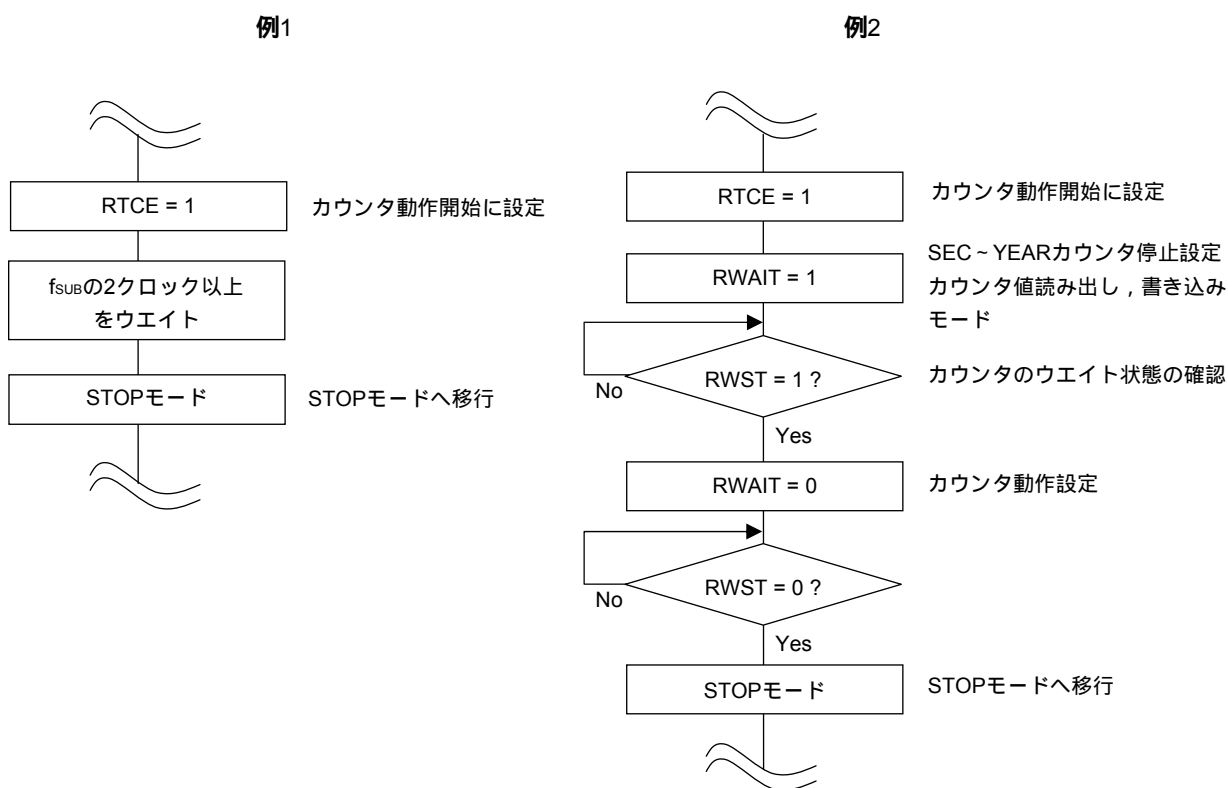 例1
RTCE = 1
カウンタ動作開始に設定
fSUBの2クロック以上
をウエイト
STOPモード
STOPモードへ移行
例2
RTCE = 1
カウンタ動作開始に設定
RWAIT = 1
SEC~YEARカウンタ停止設定
カウンタ値読み出し,書き込み
モード
RWST = 1 ?
カウンタのウエイト状態の確認
No
Yes
RWAIT = 0
カウンタ動作設定
RWST = 0 ?
No
Yes
STOPモード
STOPモードへ移行